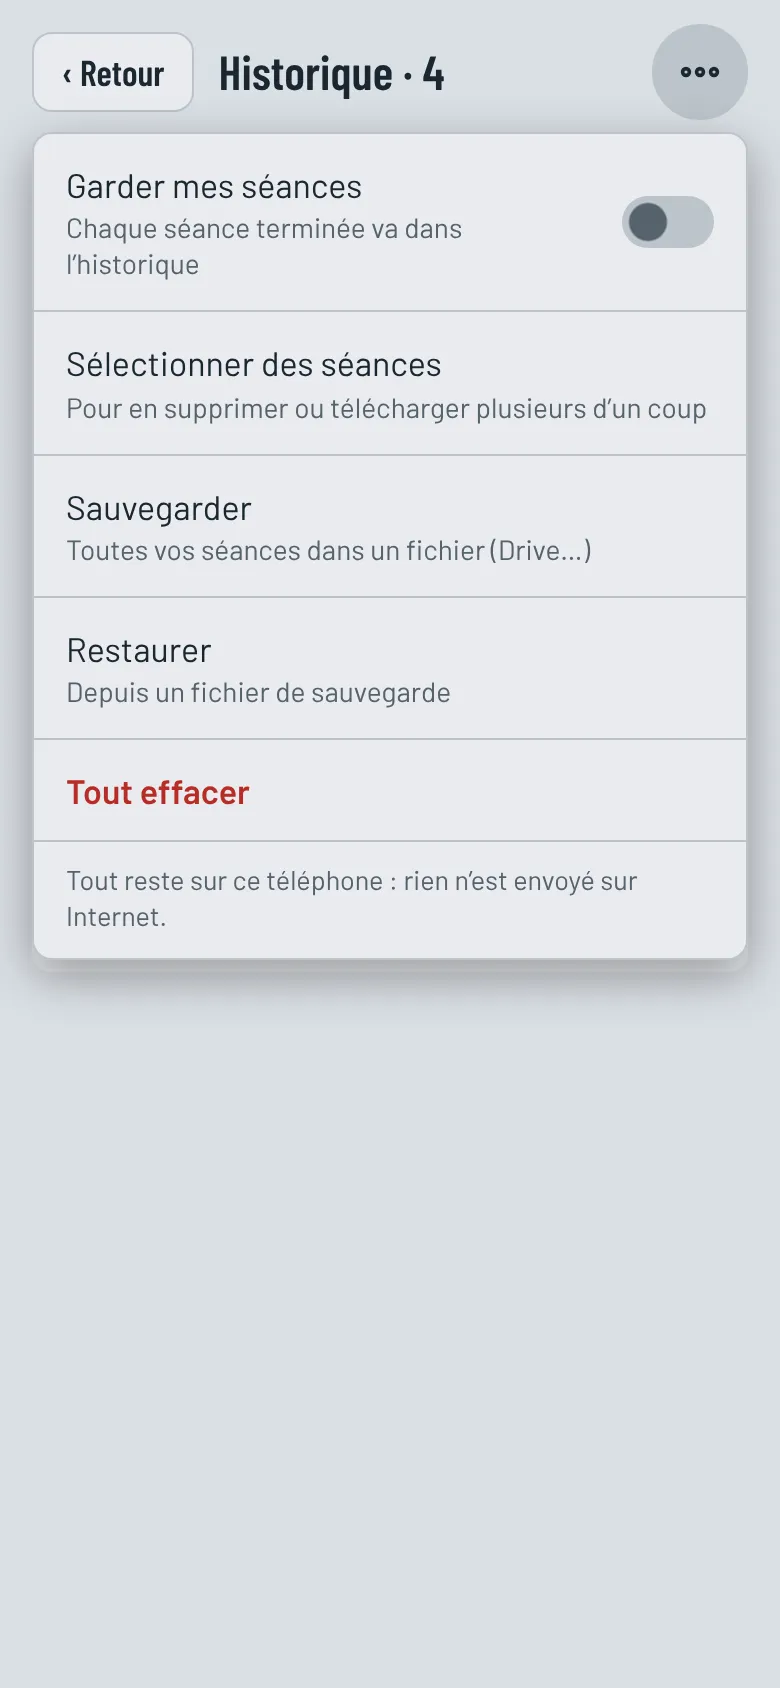 ‹ Retour
Historique · 4
Garder mes séances
Chaque séance terminée va dans
l’historique
Sélectionner des séances
Pour en supprimer ou télécharger plusieurs d’un coup
Sauvegarder
Toutes vos séances dans un fichier (Drive…)
Restaurer
Depuis un fichier de sauvegarde
Tout effacer
Tout reste sur ce téléphone : rien n’est envoyé sur
Internet.